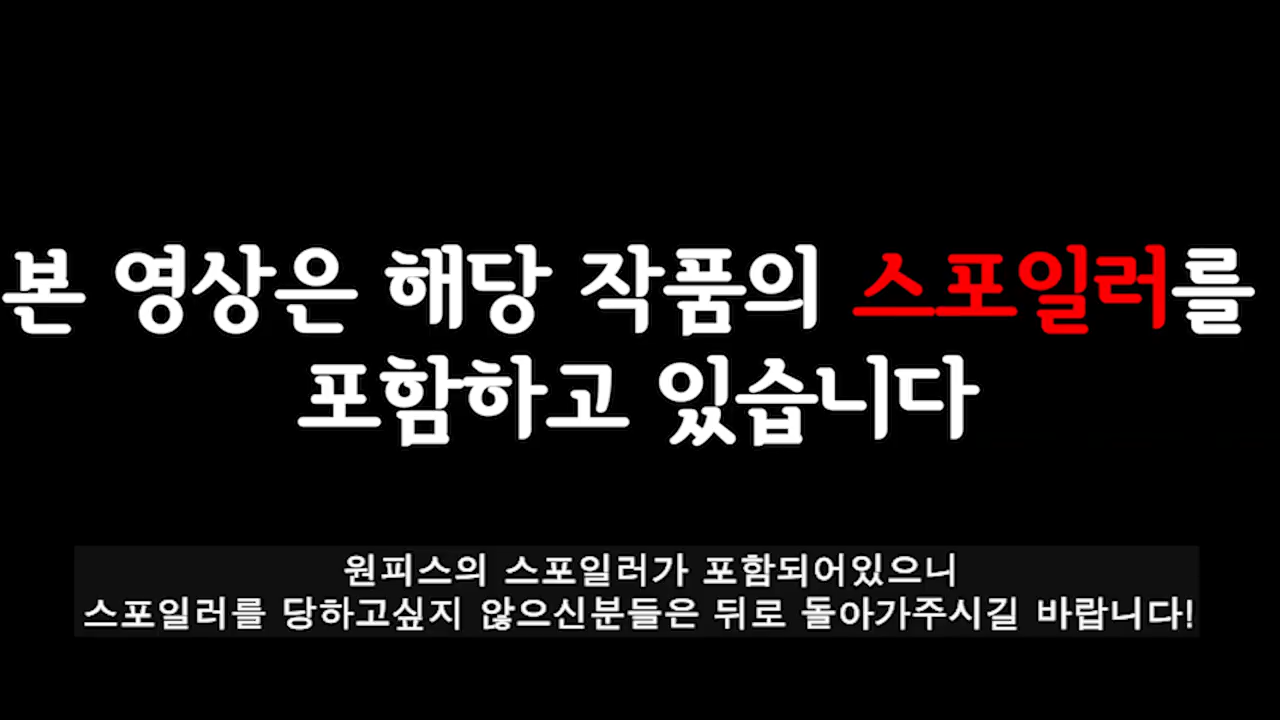 본 영상은 해당 작품의 스포일러를
포함하고 있습니다
원피스의 스포일러가 포함되어있으니
스포일러를 당하고싶지 않으신분들은 뒤로 돌아가주시길 바랍니다!